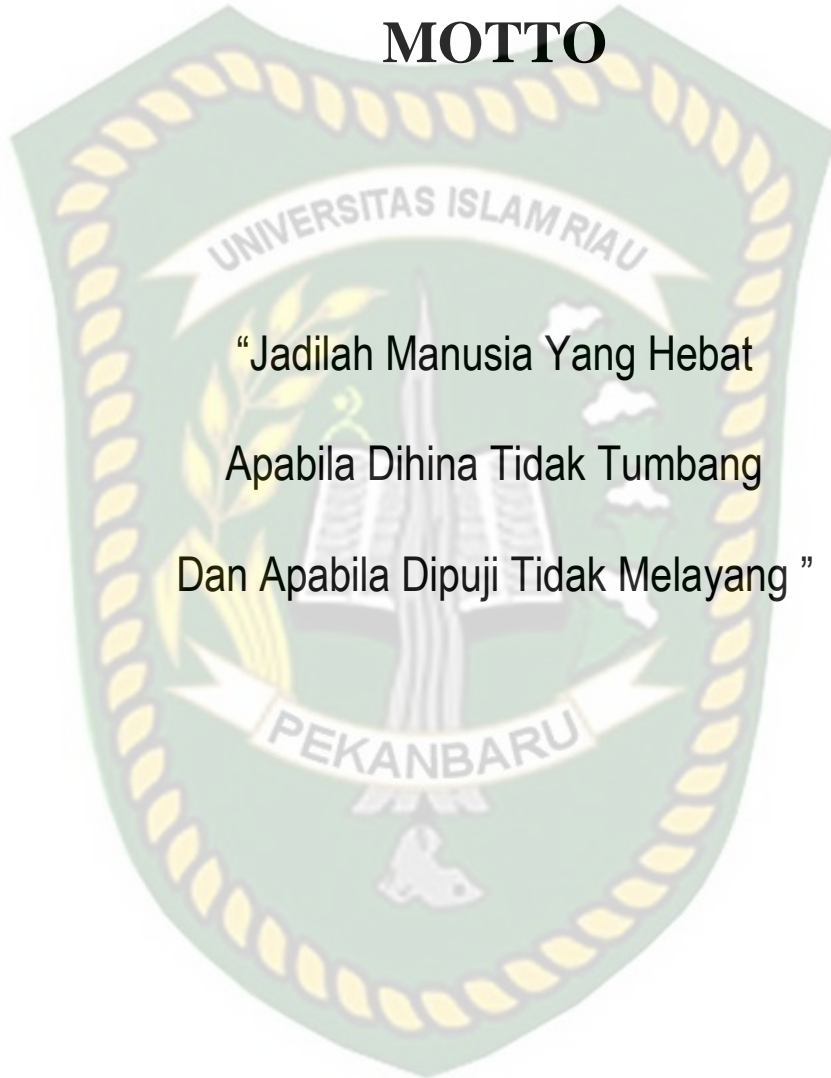 MOTTO
UNIVERSITAS ISLAM RIAU
“Jadilah Manusia Yang Hebat
Apabila Dihina Tidak Tumbang
Dan Apabila Dipuji Tidak Melayang ”
PEKANBARU